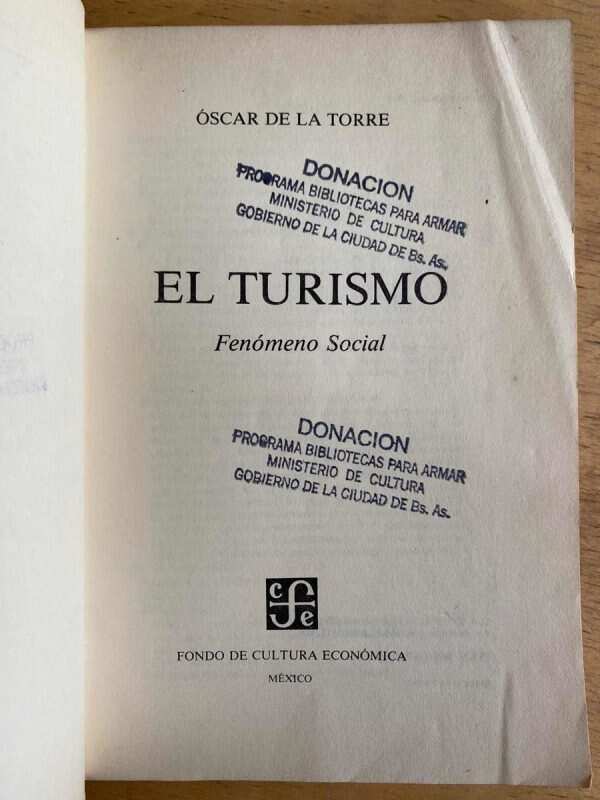 ÓSCAR DE LA TORRE
DONACION
PROGRAMA BIBLIOTECAS PARA ARMAR
MINISTERIO DE CULTURA
GOBIERNO DE LA CIUDAD DE Bs. As.
EL TURISMO
Fenómeno Social
DONACION
PROGRAMA BIBLIOTECAS PARA ARMAR
MINISTERIO DE CULTURA
GOBIERNO DE LA CIUDAD DE Bs. As.
cfe
FONDO DE CULTURA ECONÓMICA
MÉXICO